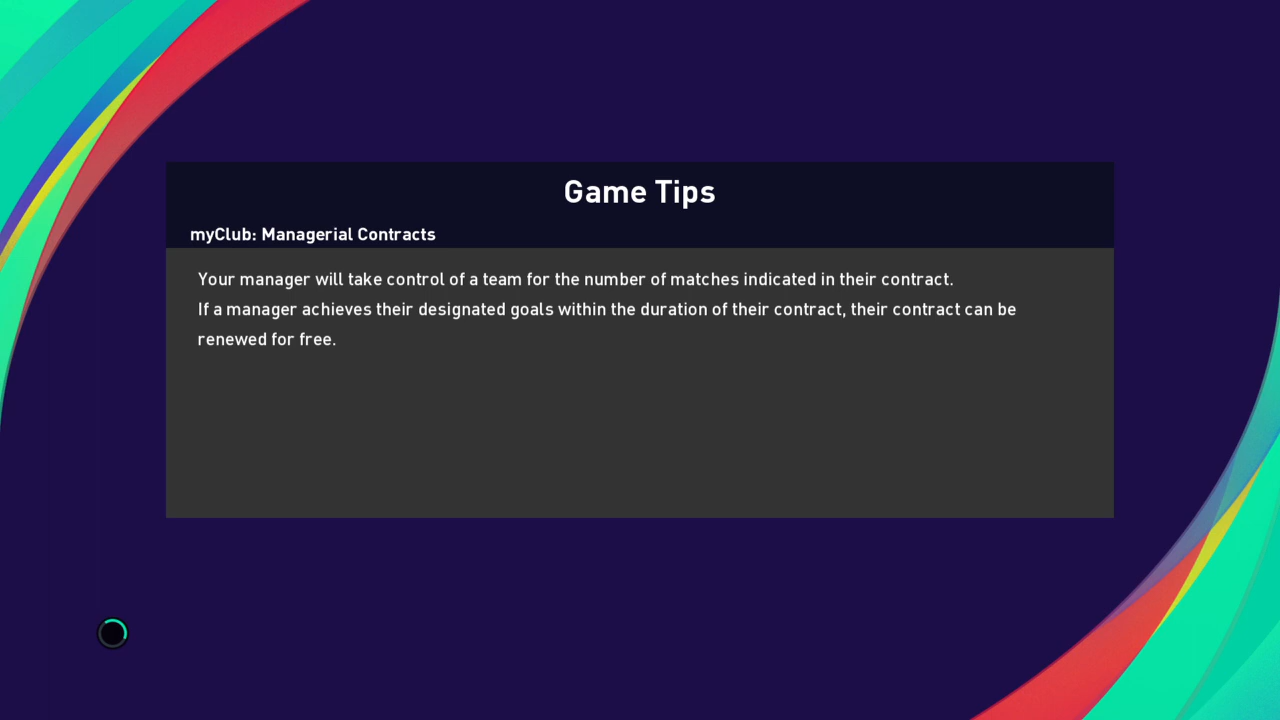 Game Tips
myClub: Managerial Contracts
Your manager will take control of a team for the number of matches indicated in their contract.
If a manager achieves their designated goals within the duration of their contract, their contract can be
renewed for free.